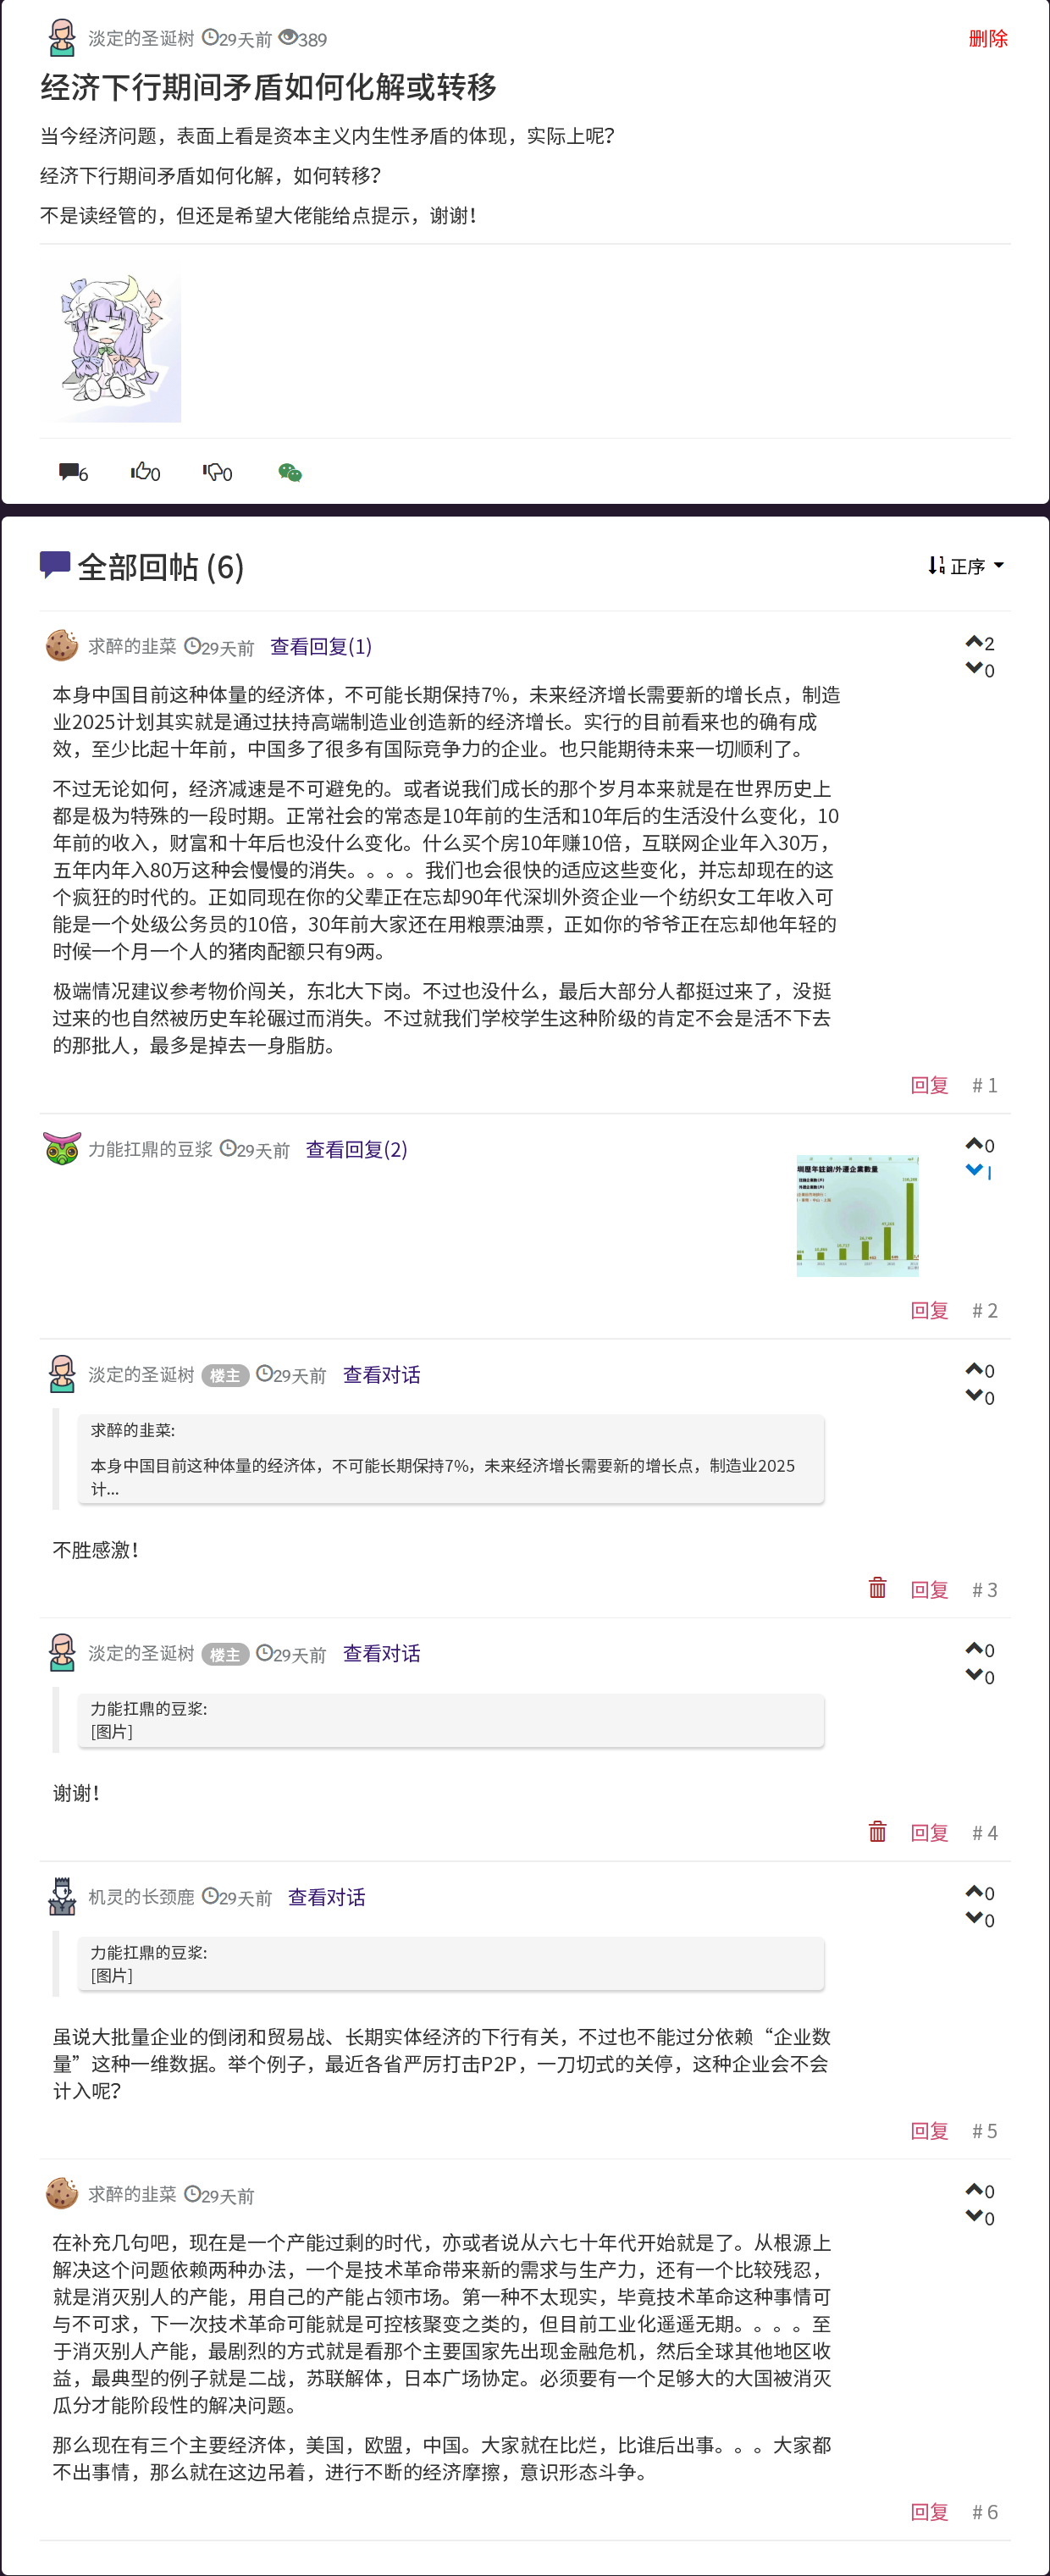 淡定的圣诞树 29天前 389 删除
经济下行期间矛盾如何化解或转移
当今经济问题，表面上看是资本主义内生性矛盾的体现，实际上呢？
经济下行期间矛盾如何化解，如何转移？
不是读经管的，但还是希望大佬能给点提示，谢谢！
6 0 0
全部回帖 (6) 正序
求醉的韭菜 29天前 查看回复(1) 2
0
本身中国目前这种体量的经济体，不可能长期保持7%，未来经济增长需要新的增长点，制造
业2025计划其实就是通过扶持高端制造业创造新的经济增长。实行的目前看来也的确有成
效，至少比起十年前，中国多了很多有国际竞争力的企业。也只能期待未来一切顺利了。
不过无论如何，经济减速是不可避免的。或者说我们成长的那个岁月本来就是在世界历史上
都是极为特殊的一段时期。正常社会的常态是10年前的生活和10年后的生活没什么变化，10
年前的收入，财富和十年后也没什么变化。什么买个房10年赚10倍，互联网企业年入30万，
五年内年入80万这种会慢慢的消失。。。。我们也会很快的适应这些变化，并忘却现在的这
个疯狂的时代的。正如同现在你的父辈正在忘却90年代深圳外资企业一个纺织女工年收入可
能是一个处级公务员的10倍，30年前大家还在用粮票油票，正如你的爷爷正在忘却他年轻的
时候一个月一个人的猪肉配额只有9两。
极端情况建议参考物价闯关，东北大下岗。不过也没什么，最后大部分人都挺过来了，没挺
过来的也自然被历史车轮碾过而消失。不过就我们学校学生这种阶级的肯定不会是活不下去
的那批人，最多是掉去一身脂肪。
回复 # 1
力能扛鼎的豆浆 29天前 查看回复(2) 0
1
圳歷年註銷/外遷企業數量
回复 # 2
淡定的圣诞树 楼主 29天前 查看对话 0
0
求醉的韭菜:
本身中国目前这种体量的经济体，不可能长期保持7%，未来经济增长需要新的增长点，制造业2025
计...
不胜感激！
回复 # 3
淡定的圣诞树 楼主 29天前 查看对话 0
0
力能扛鼎的豆浆:
[图片]
谢谢！
回复 # 4
机灵的长颈鹿 29天前 查看对话 0
0
力能扛鼎的豆浆:
[图片]
虽说大批量企业的倒闭和贸易战、长期实体经济的下行有关，不过也不能过分依赖“企业数
量”这种一维数据。举个例子，最近各省严厉打击P2P，一刀切式的关停，这种企业会不会
计入呢？
回复 # 5
求醉的韭菜 29天前 0
0
在补充几句吧，现在是一个产能过剩的时代，亦或者说从六七十年代开始就是了。从根源上
解决这个问题依赖两种办法，一个是技术革命带来新的需求与生产力，还有一个比较残忍，
就是消灭别人的产能，用自己的产能占领市场。第一种不太现实，毕竟技术革命这种事情可
与不可求，下一次技术革命可能就是可控核聚变之类的，但目前工业化遥遥无期。。。。至
于消灭别人产能，最剧烈的方式就是看那个主要国家先出现金融危机，然后全球其他地区收
益，最典型的例子就是二战，苏联解体，日本广场协定。必须要有一个足够大的大国被消灭
瓜分才能阶段性的解决问题。
那么现在有三个主要经济体，美国，欧盟，中国。大家就在比烂，比谁后出事。。。大家都
不出事情，那么就在这边吊着，进行不断的经济摩擦，意识形态斗争。
回复 # 6